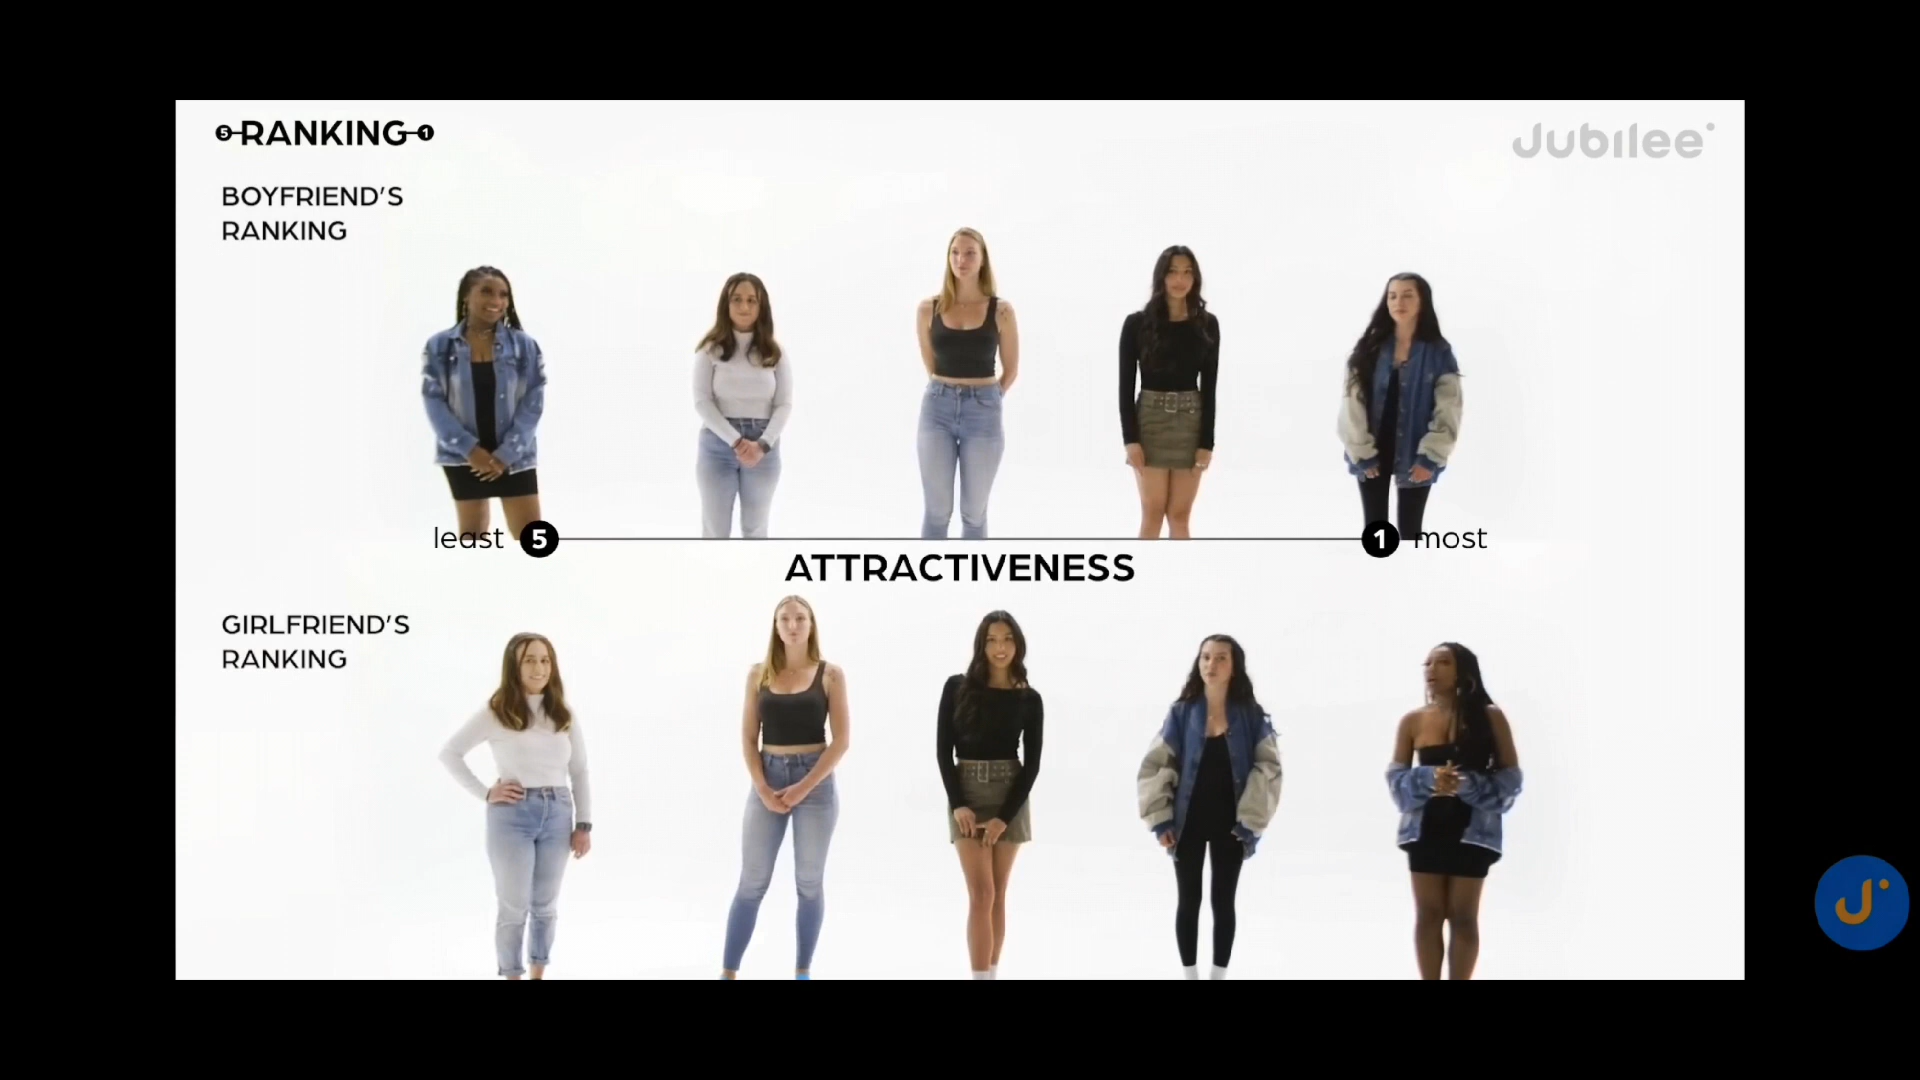 5 RANKING 1
Jubilee
BOYFRIEND'S
RANKING
least 5 1 most
ATTRACTIVENESS
GIRLFRIEND'S
RANKING
J